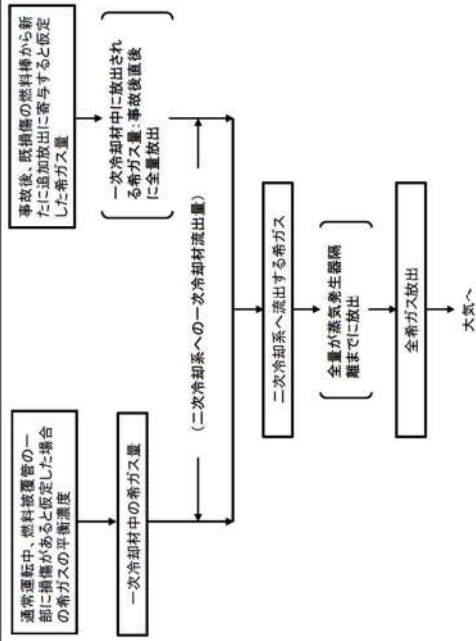 通常運転中、燃料被覆管の一
部に損傷があると仮定した場合
の希ガスの平衡濃度
事故後、既損傷の燃料棒から新
たに追加放出に寄与すると仮定
した希ガス量
一次冷却材中の希ガス量
一次冷却材中に放出され
る希ガス量：事故後直後
に全量放出
（二次冷却系への一次冷却材流出量）
二次冷却系へ流出する希ガス
全量が蒸気発生器隔
離までに放出
全希ガス放出
大気へ